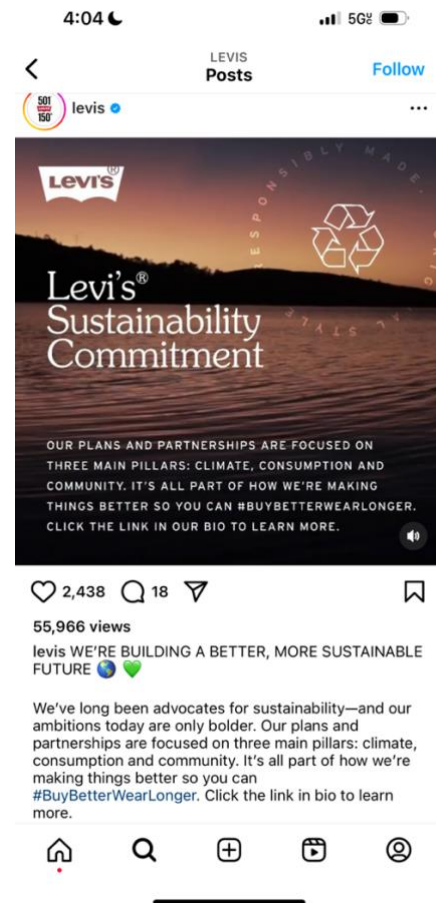 4:04
5G
LEVIS
Posts
Follow
501
150
levis
LEVI'S®
RESPONSIBLY MADE.
STYLE
Levi's®
Sustainability
Commitment
OUR PLANS AND PARTNERSHIPS ARE FOCUSED ON
THREE MAIN PILLARS: CLIMATE, CONSUMPTION AND
COMMUNITY. IT'S ALL PART OF HOW WE'RE MAKING
THINGS BETTER SO YOU CAN #BUYBETTERWEARLONGER.
CLICK THE LINK IN OUR BIO TO LEARN MORE.
2,438
18
55,966 views
levis WE'RE BUILDING A BETTER, MORE SUSTAINABLE
FUTURE 🌎 💚
We've long been advocates for sustainability—and our
ambitions today are only bolder. Our plans and
partnerships are focused on three main pillars: climate,
consumption and community. It's all part of how we're
making things better so you can
#BuyBetterWearLonger. Click the link in bio to learn
more.